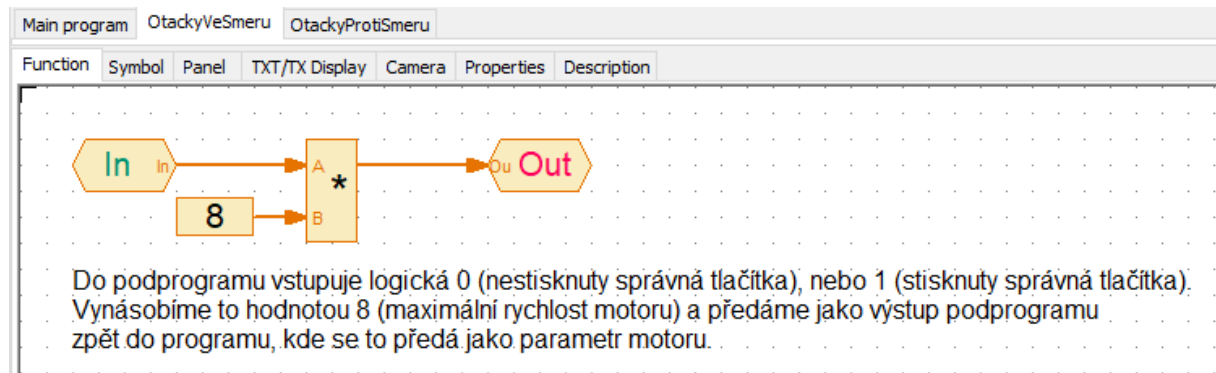 Main program OtackyVeSmeru OtackyProtiSmeru
Function Symbol Panel TXT/TX Display Camera Properties Description
In In A * Ou Out
8 B
Do podprogramu vstupuje logická 0 (nestisknuty správná tlačítka), nebo 1 (stisknuty správná tlačítka).
Vynásobíme to hodnotou 8 (maximální rychlost motoru) a předáme jako výstup podprogramu
zpět do programu, kde se to předá jako parametr motoru.